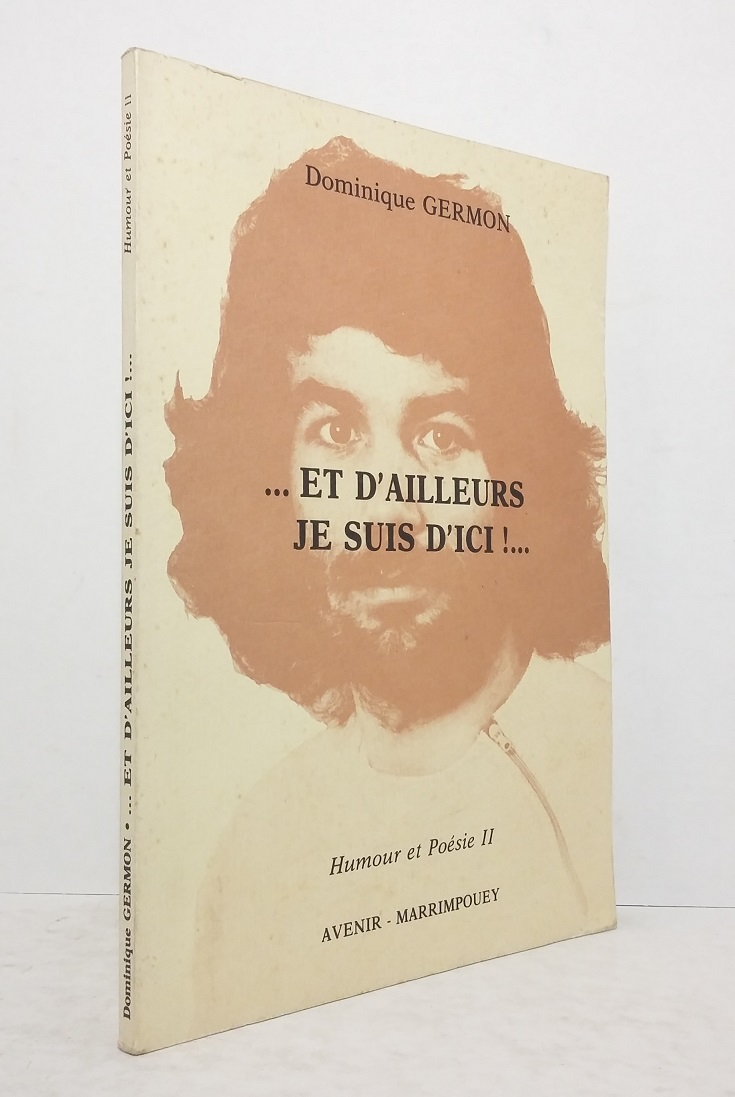 Dominique GERMON • ... ET D'AILLEURS JE SUIS D'ICI !... Humour et Poésie II
Dominique GERMON
... ET D'AILLEURS
JE SUIS D'ICI !...
Humour et Poésie II
AVENIR - MARRIMPOUEY